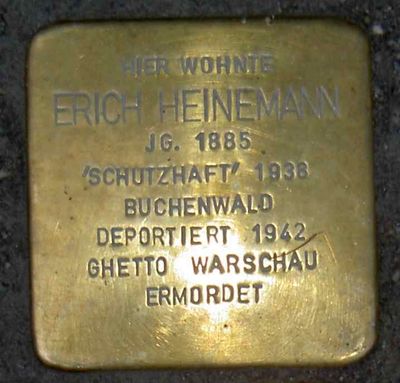 HIER WOHNTE
ERICH HEINEMANN
JG. 1885
'SCHUTZHAFT' 1938
BUCHENWALD
DEPORTIERT 1942
GHETTO WARSCHAU
ERMORDET